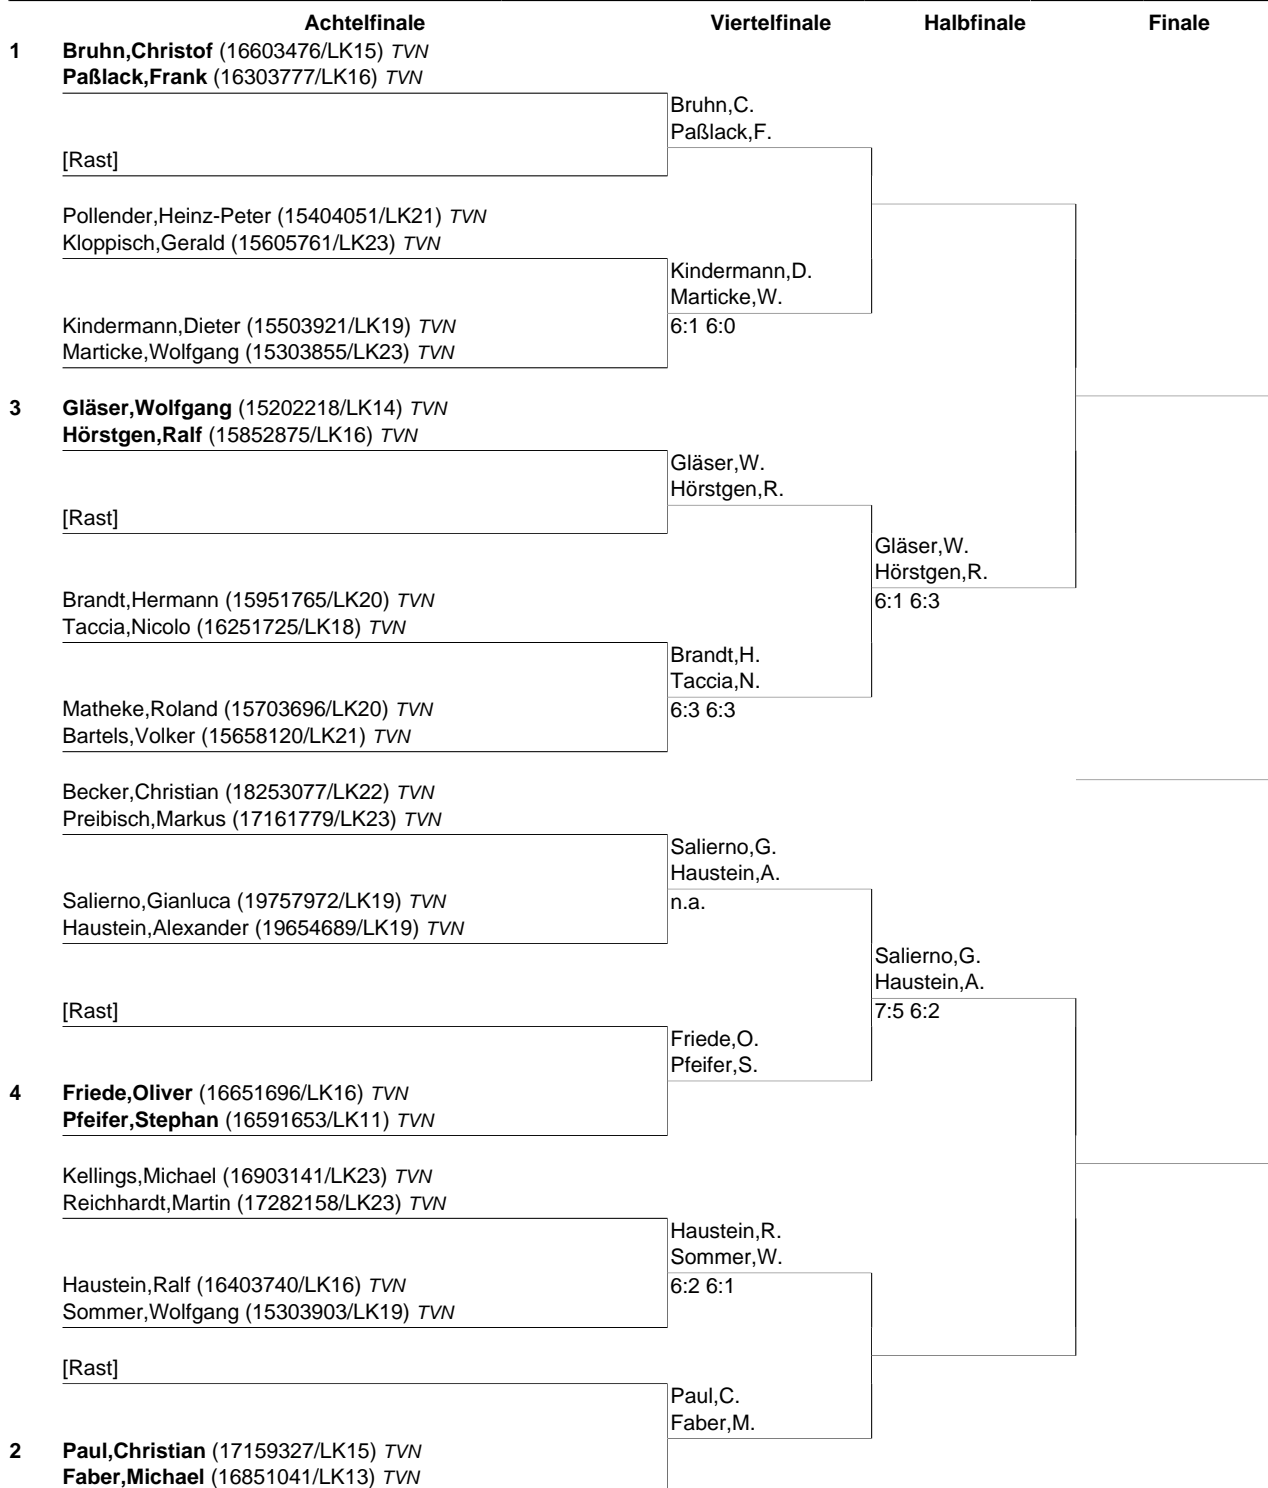 Achtelfinale Viertelfinale Halbfinale Finale
1 Bruhn,Christof (16603476/LK15) TVN
Paßlack,Frank (16303777/LK16) TVN
Bruhn,C.
Paßlack,F.
[Rast]
Pollender,Heinz-Peter (15404051/LK21) TVN
Kloppisch,Gerald (15605761/LK23) TVN
Kindermann,D.
Marticke,W.
Kindermann,Dieter (15503921/LK19) TVN 6:1 6:0
Marticke,Wolfgang (15303855/LK23) TVN
3 Gläser,Wolfgang (15202218/LK14) TVN
Hörstgen,Ralf (15852875/LK16) TVN
Gläser,W.
Hörstgen,R.
[Rast]
Gläser,W.
Hörstgen,R.
Brandt,Hermann (15951765/LK20) TVN 6:1 6:3
Taccia,Nicolo (16251725/LK18) TVN
Brandt,H.
Taccia,N.
Matheke,Roland (15703696/LK20) TVN 6:3 6:3
Bartels,Volker (15658120/LK21) TVN
Becker,Christian (18253077/LK22) TVN
Preibisch,Markus (17161779/LK23) TVN
Salierno,G.
Haustein,A.
Salierno,Gianluca (19757972/LK19) TVN n.a.
Haustein,Alexander (19654689/LK19) TVN
Salierno,G.
Haustein,A.
[Rast] 7:5 6:2
Friede,O.
Pfeifer,S.
4 Friede,Oliver (16651696/LK16) TVN
Pfeifer,Stephan (16591653/LK11) TVN
Kellings,Michael (16903141/LK23) TVN
Reichhardt,Martin (17282158/LK23) TVN
Haustein,R.
Sommer,W.
Haustein,Ralf (16403740/LK16) TVN 6:2 6:1
Sommer,Wolfgang (15303903/LK19) TVN
[Rast]
Paul,C.
Faber,M.
2 Paul,Christian (17159327/LK15) TVN
Faber,Michael (16851041/LK13) TVN